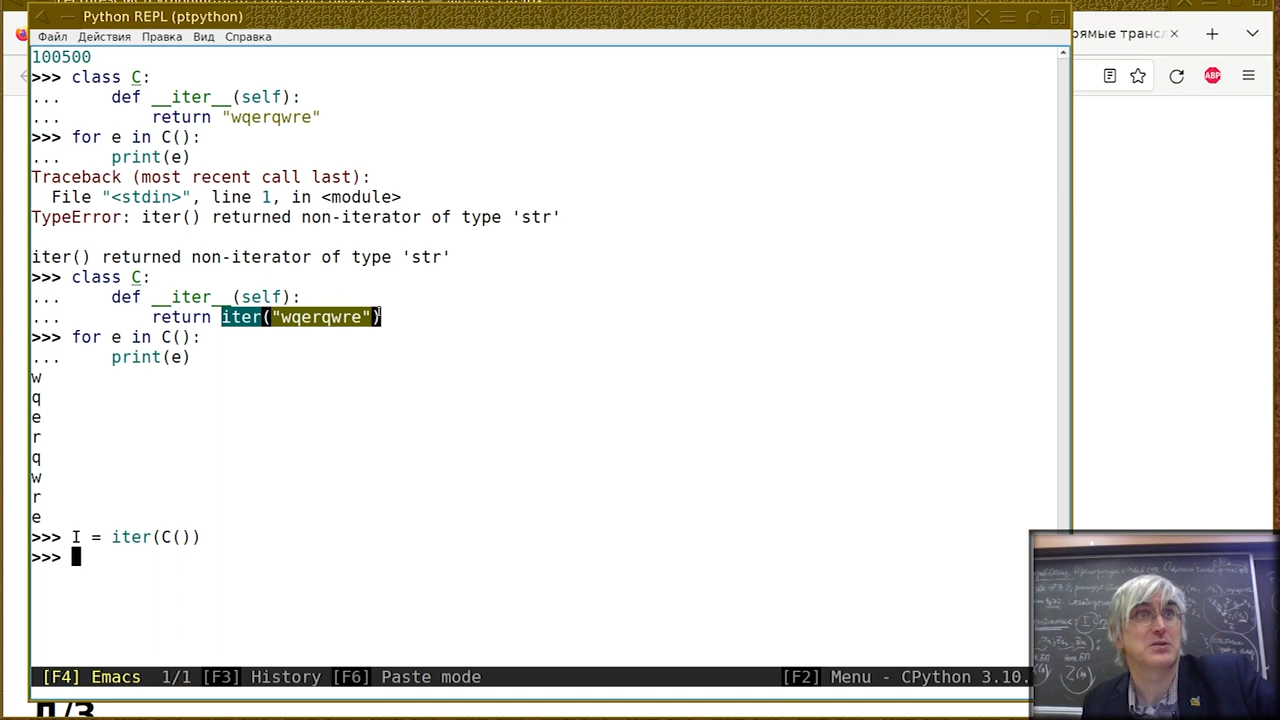 Python REPL (ptpython)
Файл Действия Правка Вид Справка
рямые трансл
100500
>>> class C:
...     def __iter__(self):
...         return "wqerqwre"
>>> for e in C():
...     print(e)
Traceback (most recent call last):
  File "<stdin>", line 1, in <module>
TypeError: iter() returned non-iterator of type 'str'
iter() returned non-iterator of type 'str'
>>> class C:
...     def __iter__(self):
...         return iter("wqerqwre")
>>> for e in C():
...     print(e)
w
q
e
r
q
w
r
e
>>> I = iter(C())
>>>
[F4] Emacs 1/1 [F3] History [F6] Paste mode [F2] Menu - CPython 3.10.
ABP